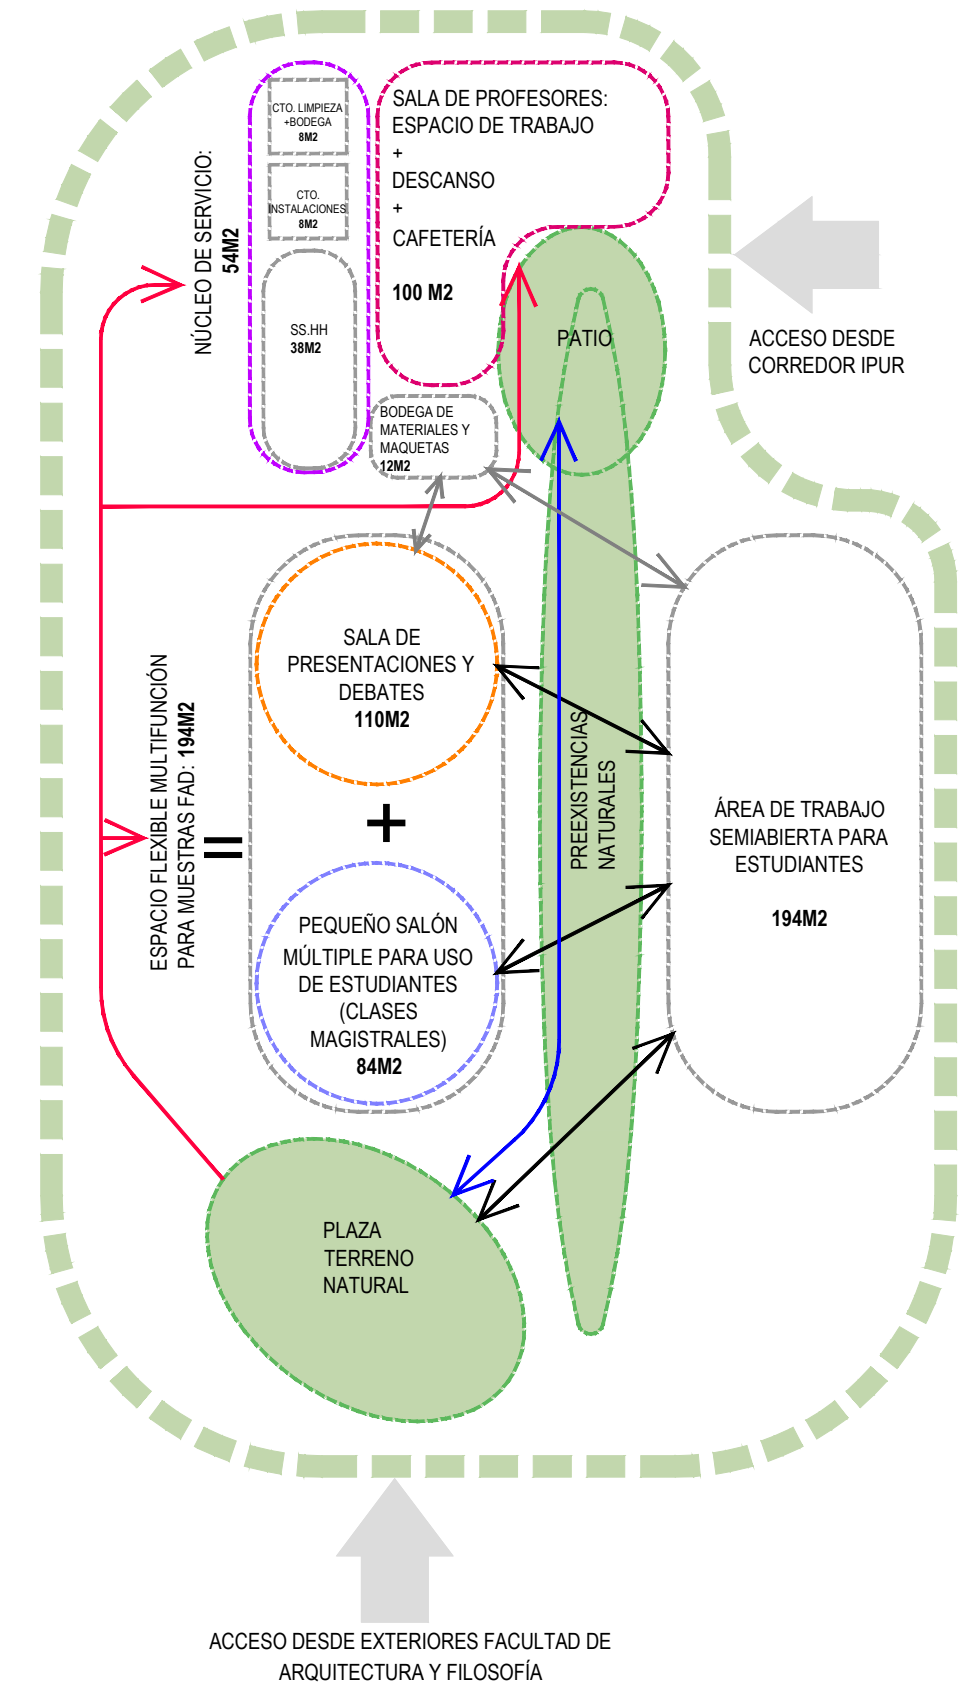 CTO. LIMPIEZA
+BODEGA
8M2
CTO.
INSTALACIONES
8M2
SS.HH
38M2
NÚCLEO DE SERVICIO:
54M2
SALA DE PROFESORES:
ESPACIO DE TRABAJO
+
DESCANSO
+
CAFETERÍA
100 M2
PATIO
ACCESO DESDE
CORREDOR IPUR
BODEGA DE
MATERIALES Y
MAQUETAS
12M2
SALA DE
PRESENTACIONES Y
DEBATES
110M2
+
=
ESPACIO FLEXIBLE MULTIFUNCIÓN
PARA MUESTRAS FAD: 194M2
PREEXISTENCIAS
NATURALES
ÁREA DE TRABAJO
SEMIABIERTA PARA
ESTUDIANTES
194M2
PEQUEÑO SALÓN
MÚLTIPLE PARA USO
DE ESTUDIANTES
(CLASES
MAGISTRALES)
84M2
PLAZA
TERRENO
NATURAL
ACCESO DESDE EXTERIORES FACULTAD DE
ARQUITECTURA Y FILOSOFÍA